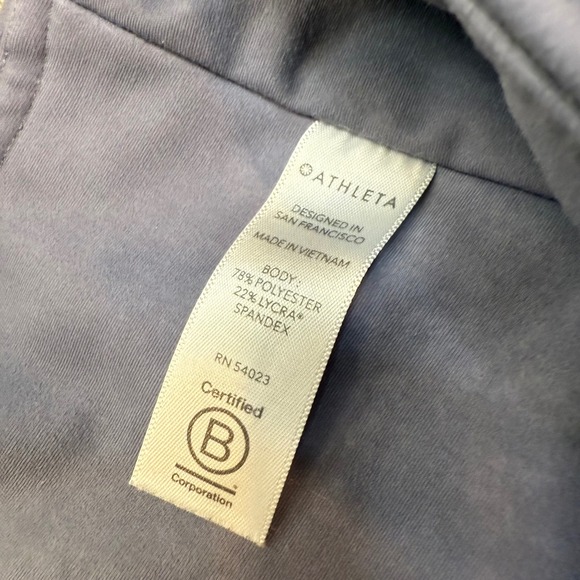 ATHLETA
DESIGNED IN
SAN FRANCISCO
MADE IN VIETNAM
BODY :
78% POLYESTER
22% LYCRA®
SPANDEX
RN 54023
Certified
B
Corporation